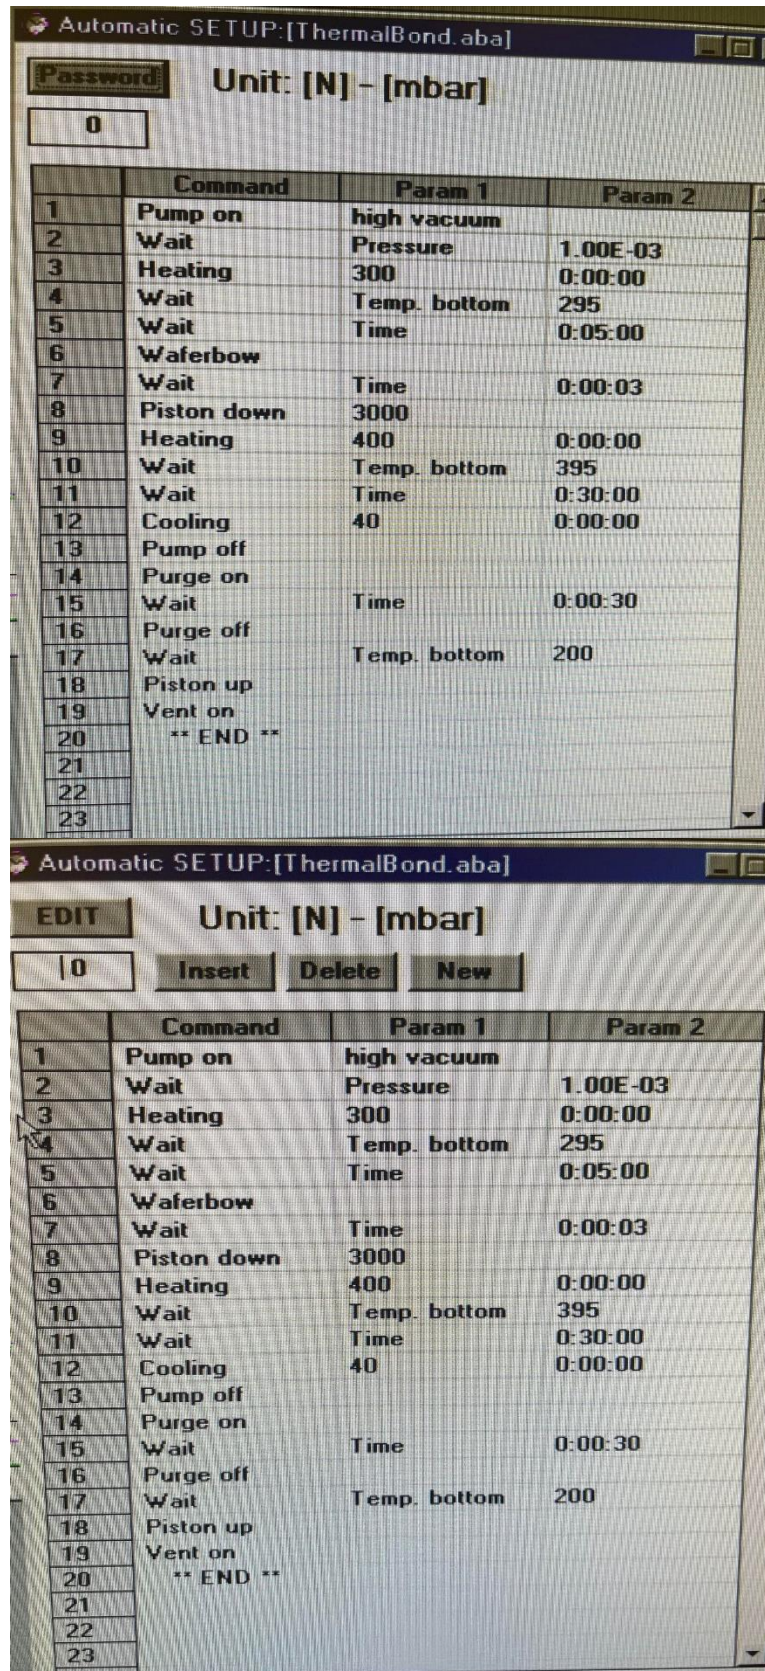 Automatic SETUP:[ThermalBond.aba]
Password Unit: [N] - [mbar]
0
Command Param 1 Param 2
1 Pump on high vacuum
2 Wait Pressure 1.00E-03
3 Heating 300 0:00:00
4 Wait Temp. bottom 295
5 Wait Time 0:05:00
6 Waferbow
7 Wait Time 0:00:03
8 Piston down 3000
9 Heating 400 0:00:00
10 Wait Temp. bottom 395
11 Wait Time 0:30:00
12 Cooling 40 0:00:00
13 Pump off
14 Purge on
15 Wait Time 0:00:30
16 Purge off
17 Wait Temp. bottom 200
18 Piston up
19 Vent on
20 ** END **
21
22
23
Automatic SETUP:[ThermalBond.aba]
EDIT Unit: [N] - [mbar]
0 Insert Delete New
Command Param 1 Param 2
1 Pump on high vacuum
2 Wait Pressure 1.00E-03
3 Heating 300 0:00:00
4 Wait Temp. bottom 295
5 Wait Time 0:05:00
6 Waferbow
7 Wait Time 0:00:03
8 Piston down 3000
9 Heating 400 0:00:00
10 Wait Temp. bottom 395
11 Wait Time 0:30:00
12 Cooling 40 0:00:00
13 Pump off
14 Purge on
15 Wait Time 0:00:30
16 Purge off
17 Wait Temp. bottom 200
18 Piston up
19 Vent on
20 ** END **
21
22
23